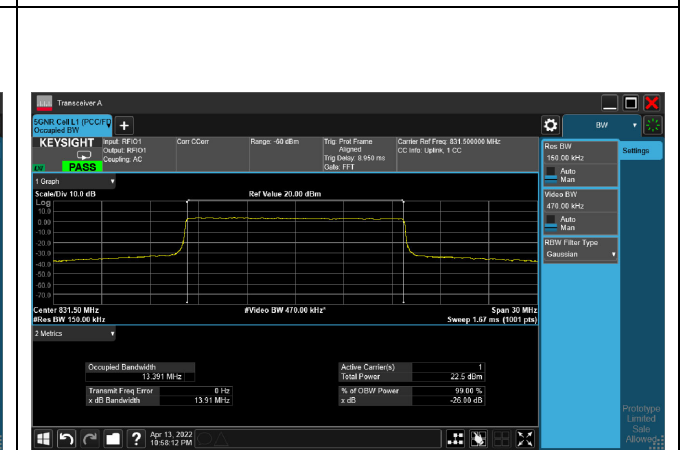 Transceiver A
5GNR Cell L1 (PCC/FD
Occupied BW
BW
KEYSIGHT
Input: RFIO1
Output: RFIO1
Coupling: AC
Corr CCorr
Range: -60 dBm
Trig: Prot Frame
Aligned
Trig Delay: 8.950 ms
Gate: FFT
Carrier Ref Freq: 831.500000 MHz
CC Info: Uplink, 1 CC
PASS
Res BW
160.00 kHz
Auto
Man
Settings
Video BW
470.00 kHz
Auto
Man
RBW Filter Type
Gaussian
1 Graph
Scale/Div 10.0 dB
Ref Value 20.00 dBm
Log
10.0
0.00
-10.0
-20.0
-30.0
-40.0
-50.0
-60.0
-70.0
Center 831.50 MHz
#Video BW 470.00 kHz*
Span 30 MHz
#Res BW 150.00 kHz
Sweep 1.67 ms (1001 pts)
2 Metrics
Occupied Bandwidth
13.391 MHz
Active Carrier(s) 1
Total Power 22.5 dBm
Transmit Freq Error 0 Hz
x dB Bandwidth 13.91 MHz
% of OBW Power 99.00 %
x dB -26.00 dB
Apr 13, 2022
10:58:12 PM
Prototype
Limited
Sale
Allowed